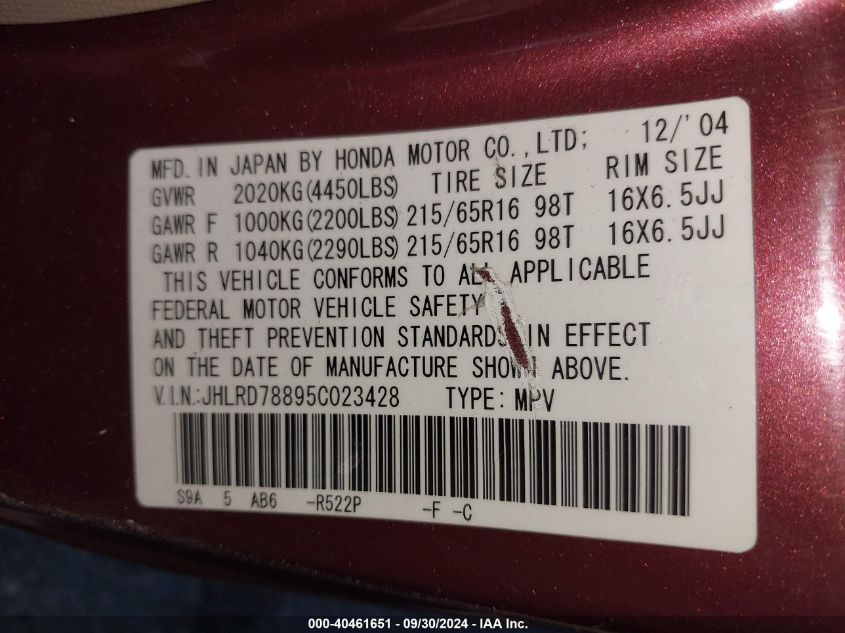 12/'04
MFD. IN JAPAN BY HONDA MOTOR CO., LTD;
GVWR 2020KG(4450LBS) TIRE SIZE RIM SIZE
GAWR F 1000KG(2200LBS) 215/65R16 98T 16X6.5JJ
GAWR R 1040KG(2290LBS) 215/65R16 98T 16X6.5JJ
THIS VEHICLE CONFORMS TO ALL APPLICABLE
FEDERAL MOTOR VEHICLE SAFETY
AND THEFT PREVENTION STANDARDS IN EFFECT
ON THE DATE OF MANUFACTURE SHOWN ABOVE.
V.I.N.:JHLRD78895C023428 TYPE: MPV
S9A 5 AB6 -R522P -F -C
000-40461651 - 09/30/2024 - IAA Inc.